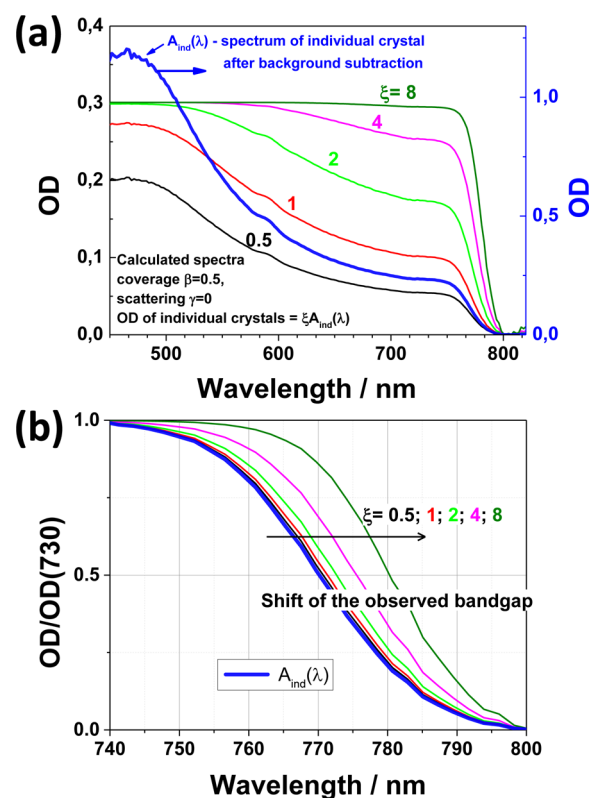 (a)
A_ind(λ) - spectrum of individual crystal
after background subtraction
0,4
0,3
0,2
0,1
0,0
OD
1,0
0,5
0,0
OD
ξ= 8
4
2
1
0.5
Calculated spectra
coverage β=0.5,
scattering γ=0
OD of individual crystals = ξA_ind(λ)
500 600 700 800
Wavelength / nm
(b)
1.0
0.5
0.0
OD/OD(730)
ξ= 0.5; 1; 2; 4; 8
Shift of the observed bandgap
A_ind(λ)
740 750 760 770 780 790 800
Wavelength / nm